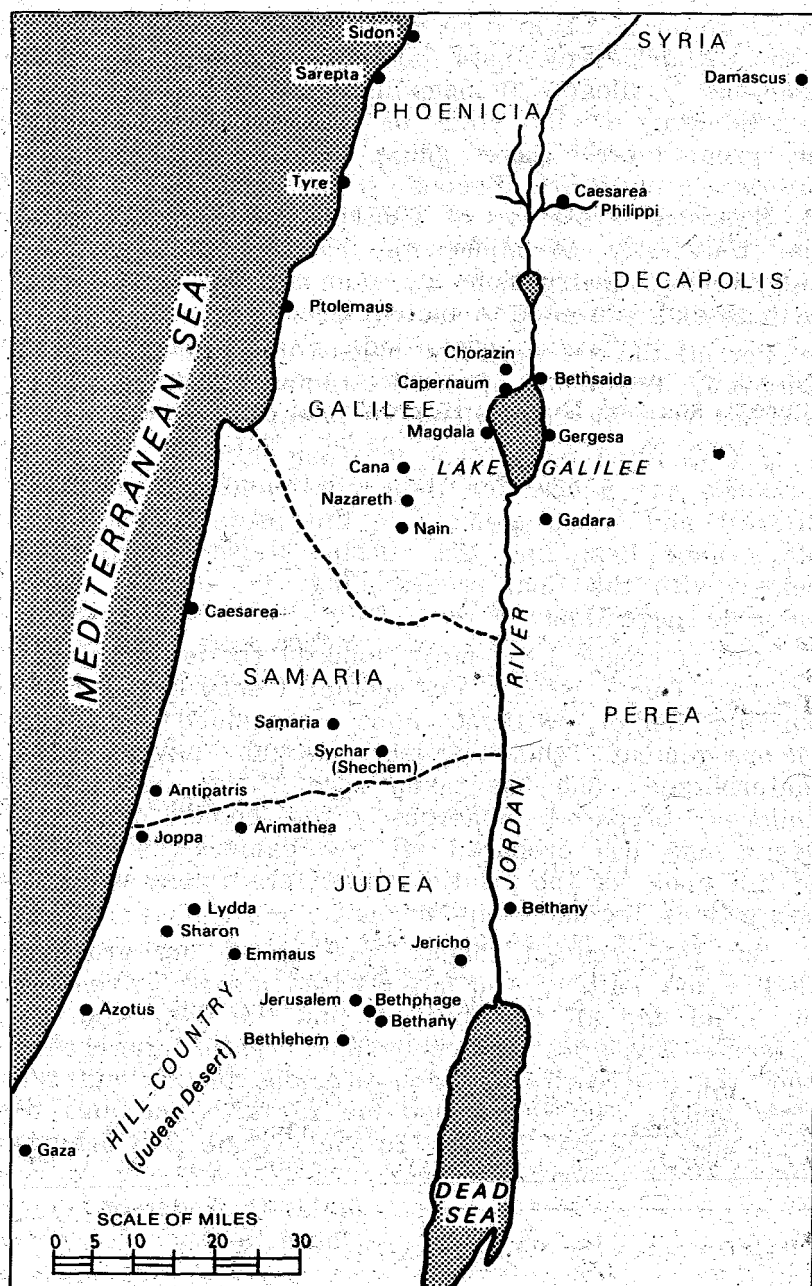 Sidon
SYRIA
Sarepta
Damascus
PHOENICIA
Tyre
Caesarea
Philippi
DECAPOLIS
Ptolemaus
MEDITERRANEAN SEA
Chorazin
Capernaum
Bethsaida
GALILEE
Magdala
Gergesa
Cana
LAKE GALILEE
Nazareth
Nain
Gadara
Caesarea
JORDAN RIVER
SAMARIA
PEREA
Samaria
Sychar
(Shechem)
Antipatris
Joppa
Arimathea
JUDEA
Lydda
Bethany
Sharon
Emmaus
Jericho
Azotus
Jerusalem
Bethphage
Bethany
Bethlehem
HILL-COUNTRY
(Judean Desert)
Gaza
DEAD
SEA
SCALE OF MILES
0 5 10 20 30